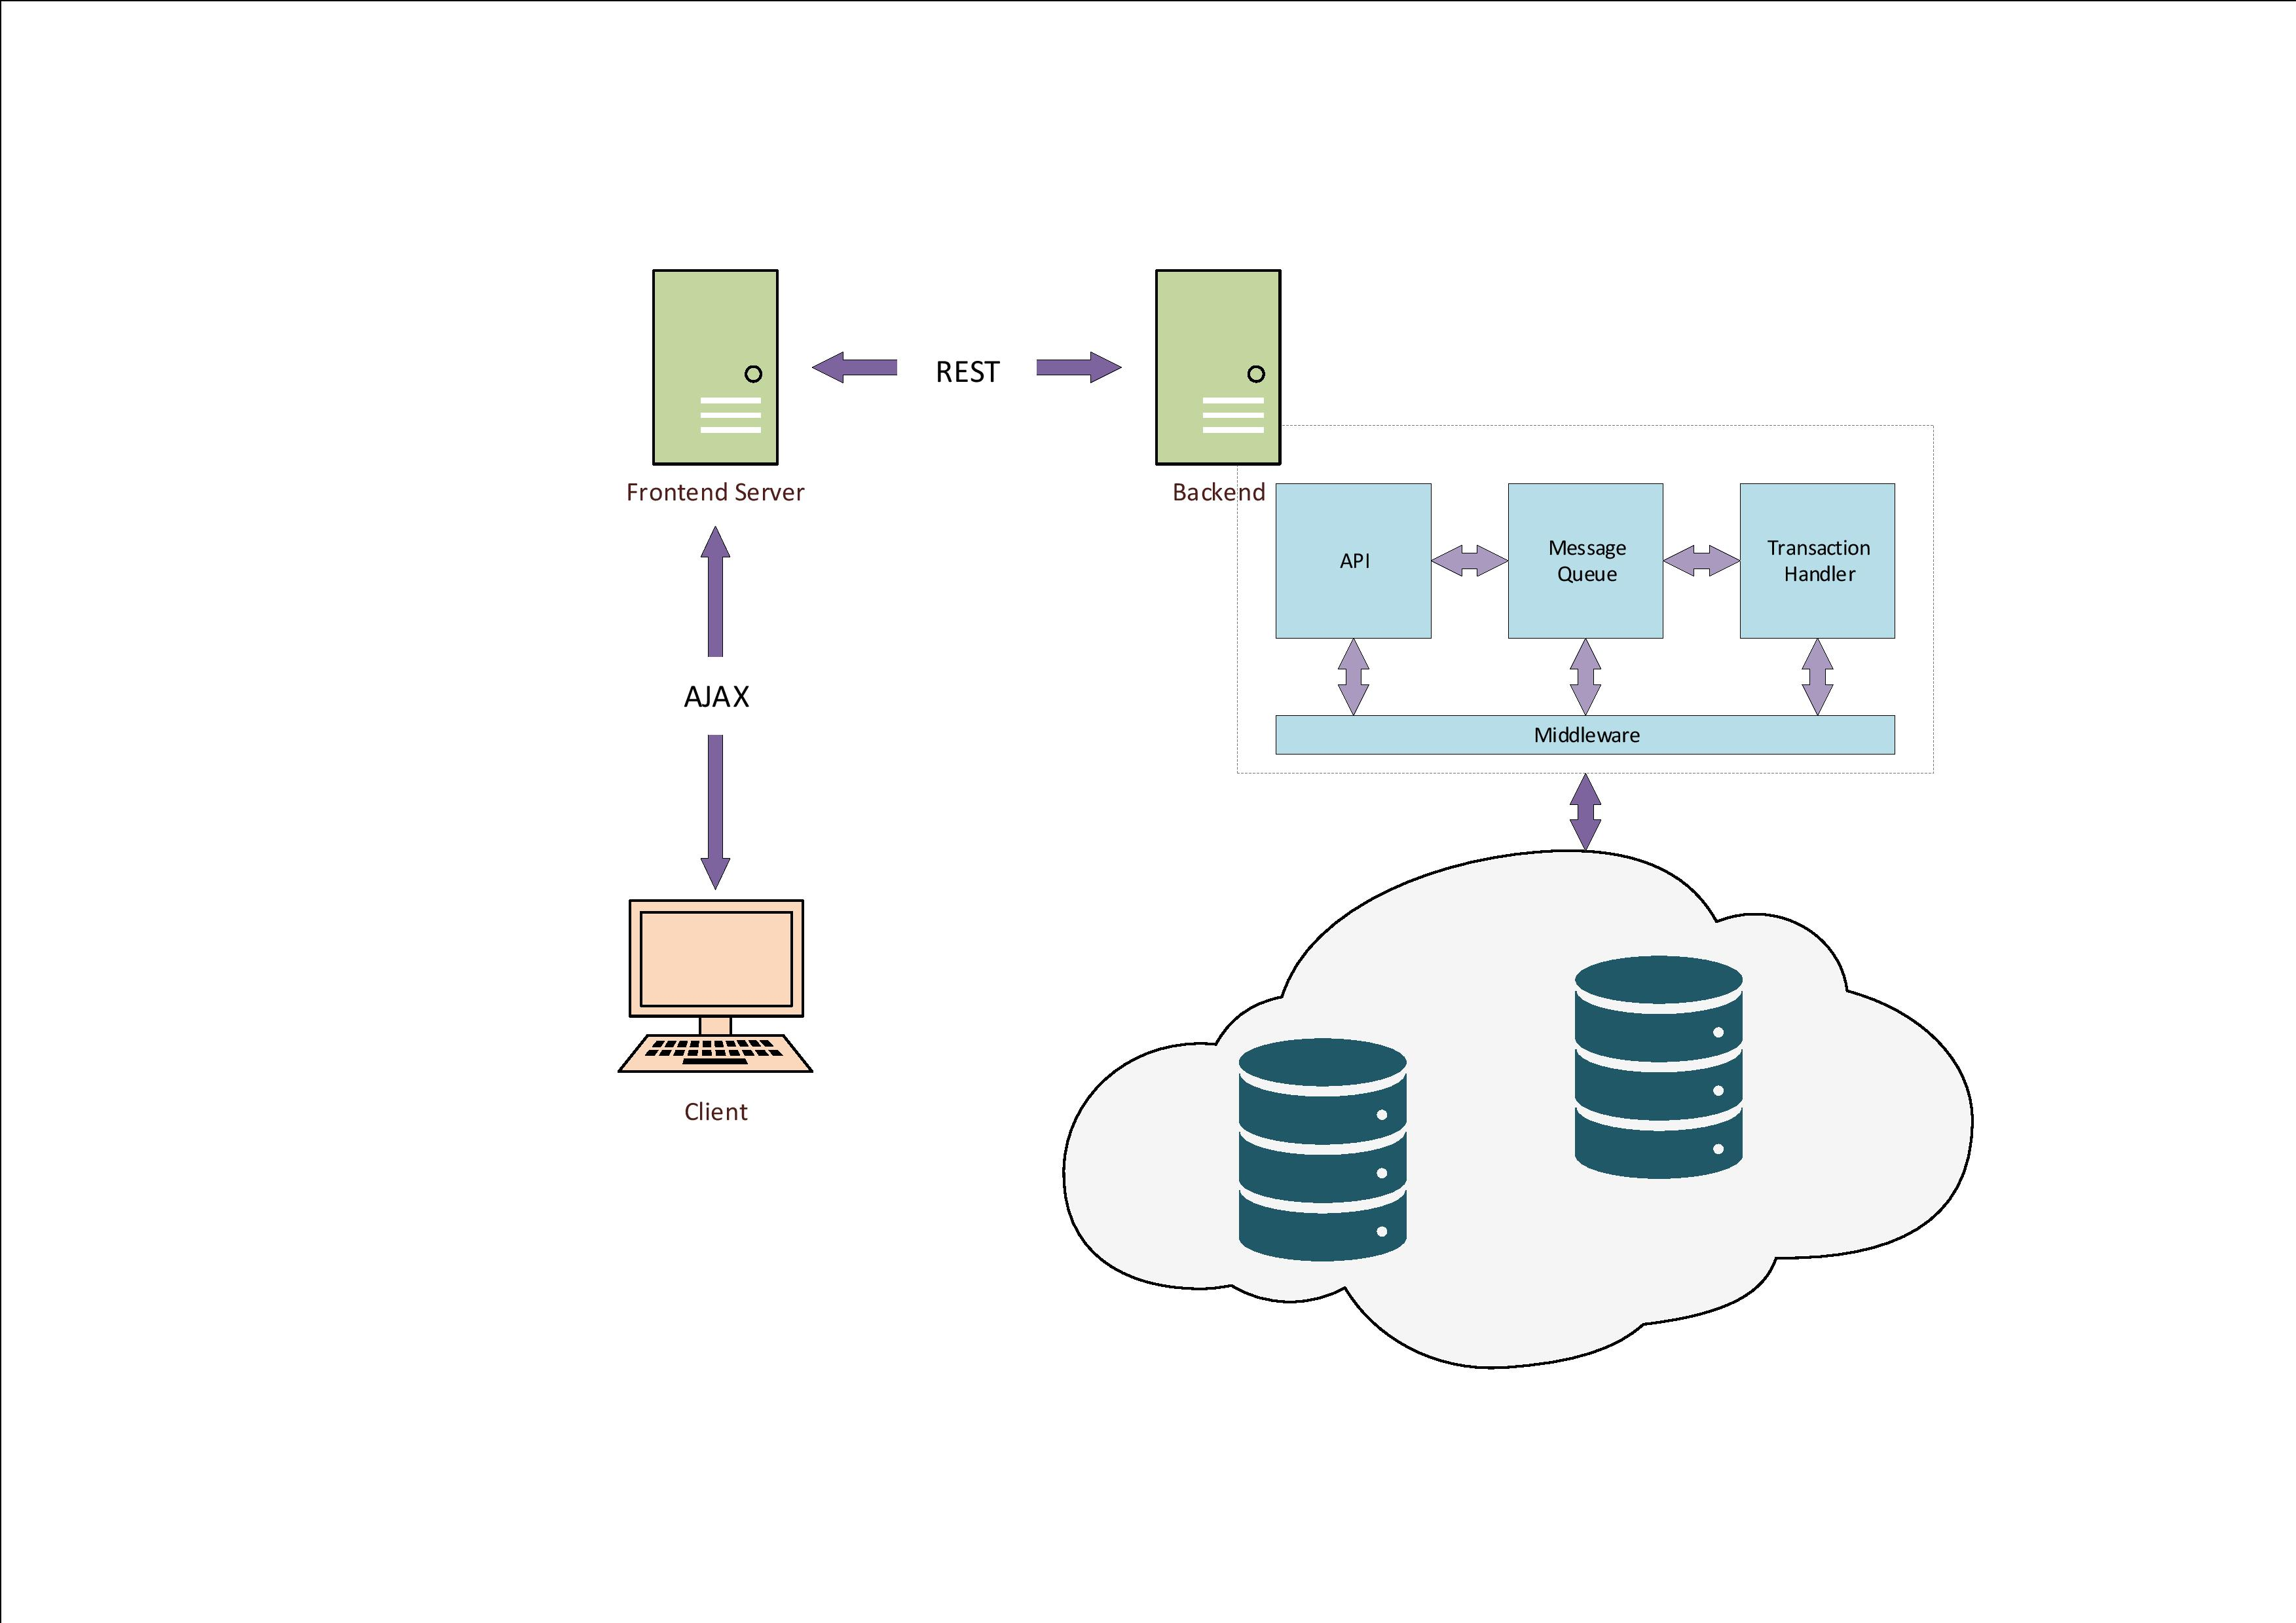 REST
Frontend Server
Backend
API
Message
Queue
Transaction
Handler
AJAX
Middleware
Client